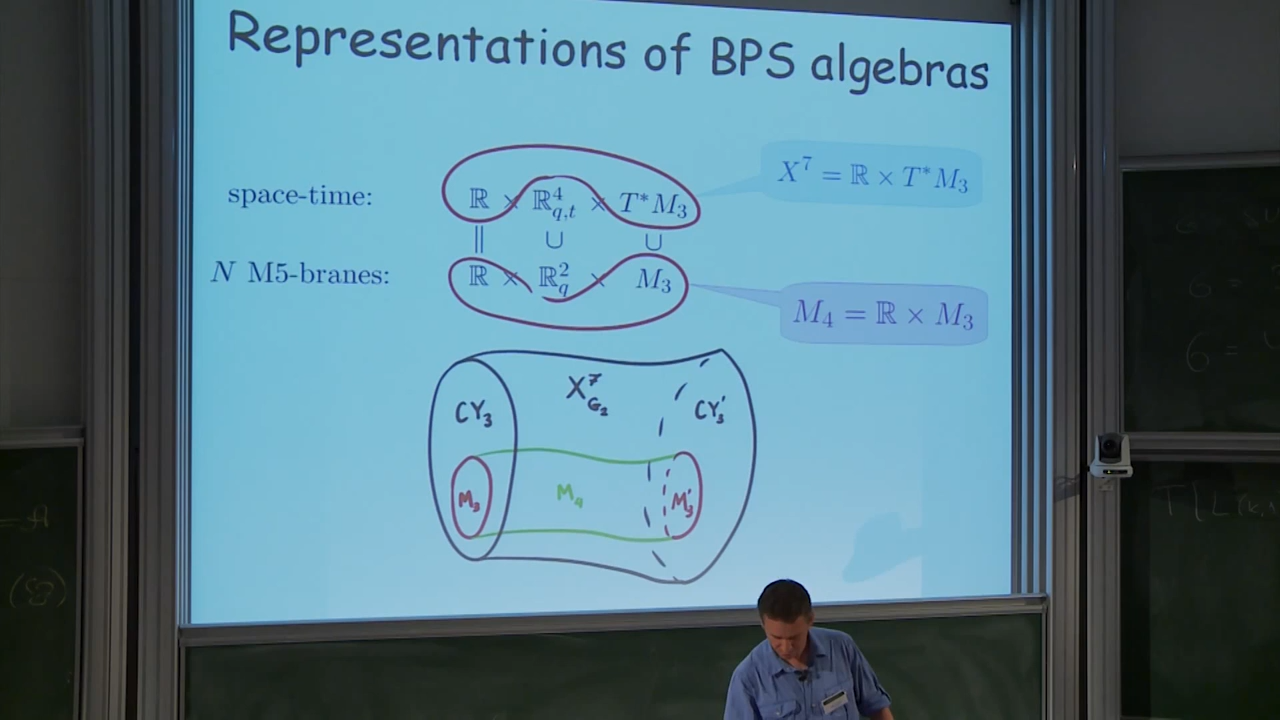 Representations of BPS algebras
space-time: ℝ × ℝ⁴_{q,t} × T*M₃
X⁷ = ℝ × T*M₃
|| ∪ ∪
N M5-branes: ℝ × ℝ²_q × M₃
M₄ = ℝ × M₃
CY₃ X⁷_{G₂} CY₃'
M₃ M₄ M₃'